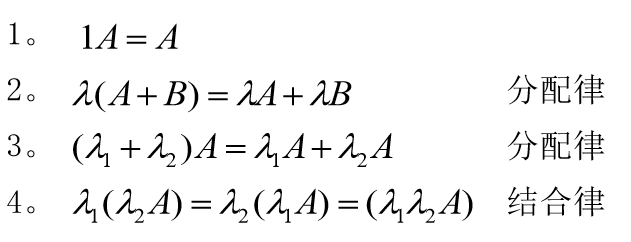 1。 1A = A
2。 λ(A + B) = λA + λB 分配律
3。 (λ₁ + λ₂)A = λ₁A + λ₂A 分配律
4。 λ₁(λ₂A) = λ₂(λ₁A) = (λ₁λ₂A) 结合律